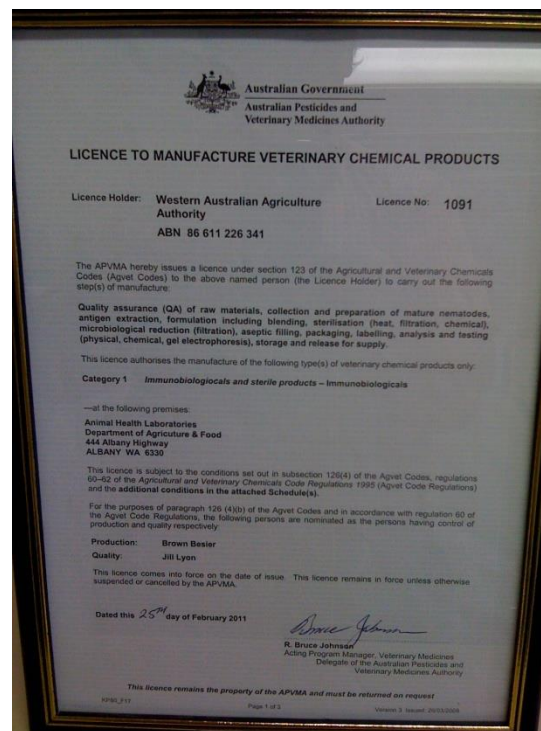 Australian Government
Australian Pesticides and
Veterinary Medicines Authority
LICENCE TO MANUFACTURE VETERINARY CHEMICAL PRODUCTS
Licence Holder: Western Australian Agriculture Licence No: 1091
Authority
ABN 86 611 226 341
The APVMA hereby issues a licence under section 123 of the Agricultural and Veterinary Chemicals
Codes (Agvet Codes) to the above named person (the Licence Holder) to carry out the following
step(s) of manufacture:
Quality assurance (QA) of raw materials, collection and preparation of mature nematodes,
antigen extraction, formulation including blending, sterilisation (heat, filtration, chemical),
microbiological reduction (filtration), aseptic filling, packaging, labelling, analysis and testing
(physical, chemical, gel electrophoresis), storage and release for supply.
This licence authorises the manufacture of the following type(s) of veterinary chemical products only:
Category 1 Immunobiologiocals and sterile products – Immunobiologicals
—at the following premises:
Animal Health Laboratories
Department of Agricuture & Food
444 Albany Highway
ALBANY WA 6330
This licence is subject to the conditions set out in subsection 126(4) of the Agvet Codes, regulations
60–62 of the Agricultural and Veterinary Chemicals Code Regulations 1995 (Agvet Code Regulations)
and the additional conditions in the attached Schedule(s).
For the purposes of paragraph 126 (4)(b) of the Agvet Codes and in accordance with regulation 60 of
the Agvet Code Regulations, the following persons are nominated as the persons having control of
production and quality respectively
Production: Brown Besier
Quality: Jill Lyon
This licence comes into force on the date of issue. This licence remains in force unless otherwise
suspended or cancelled by the APVMA.
Dated this 25TH day of February 2011
Bruce Johnson
R. Bruce Johnson
Acting Program Manager, Veterinary Medicines
Delegate of the Australian Pesticides and
Veterinary Medicines Authority
This licence remains the property of the APVMA and must be returned on request
Page 1 of 3 Version 3 Issued